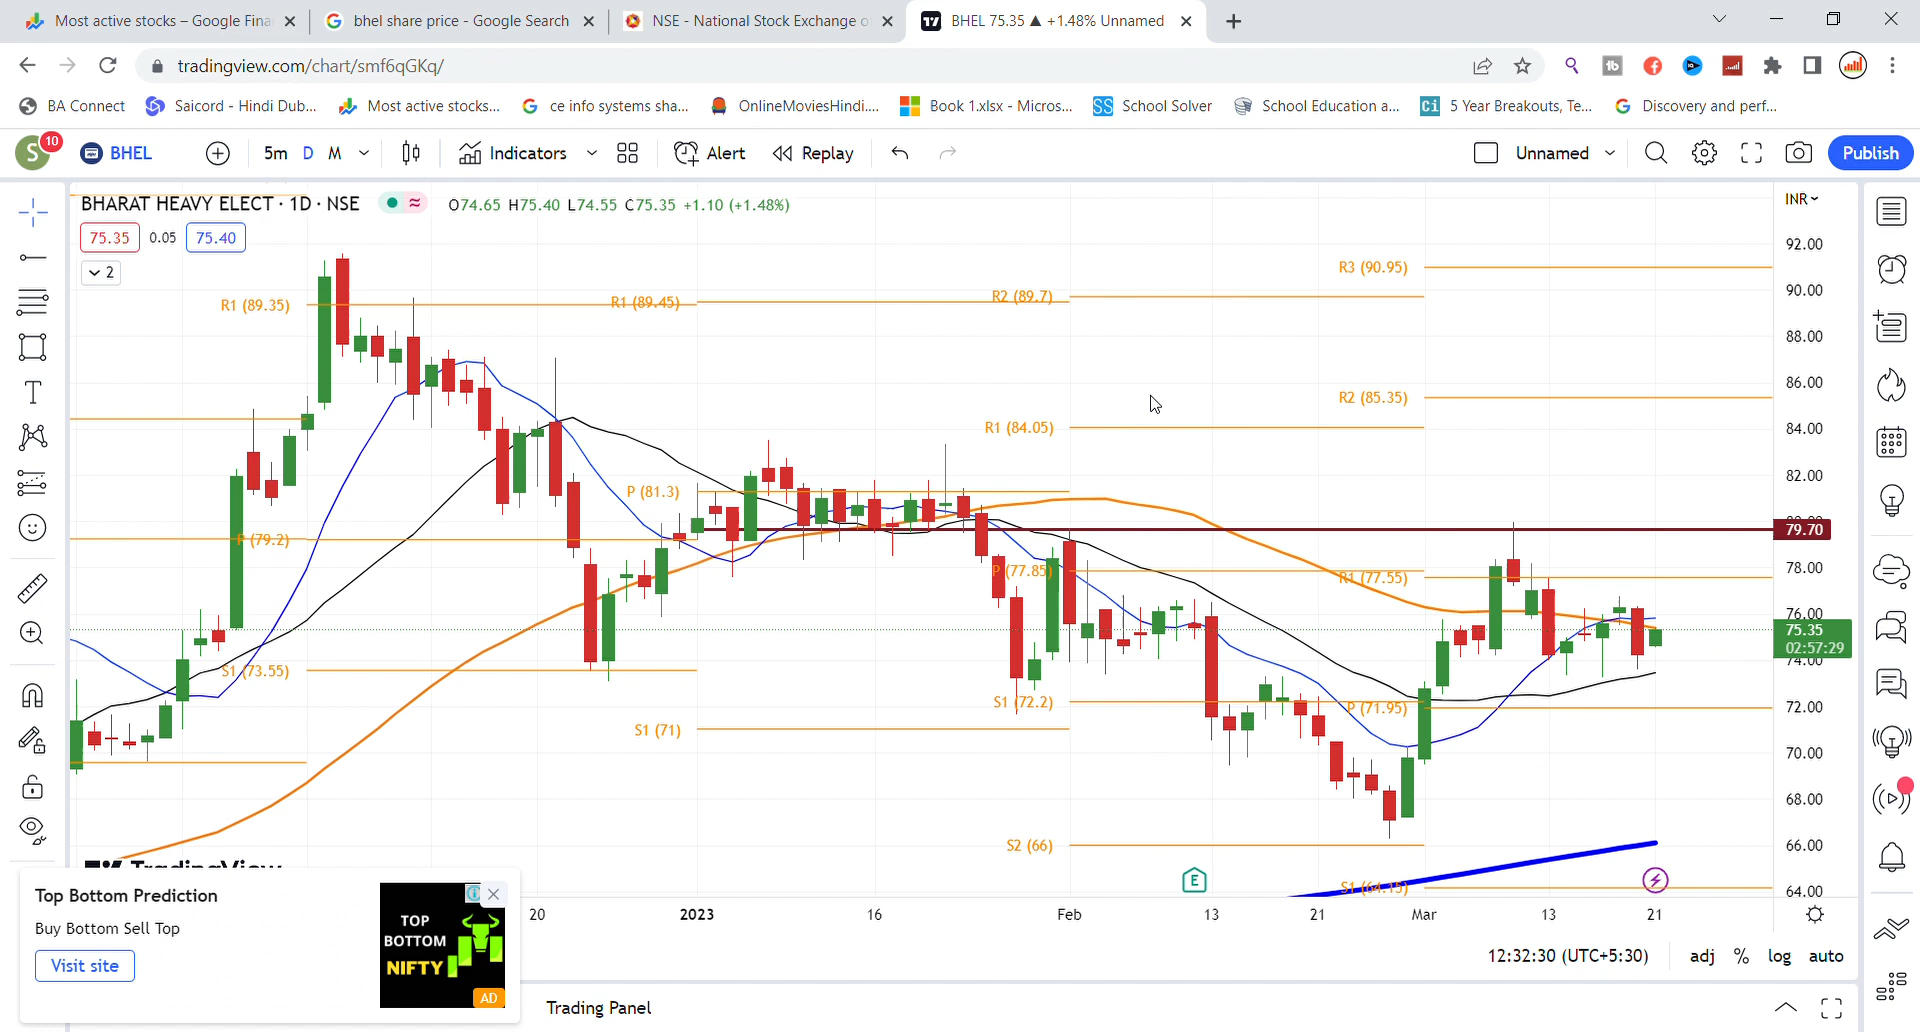 Most active stocks – Google Fina
bhel share price - Google Search
NSE - National Stock Exchange o
BHEL 75.35 ▲ +1.48% Unnamed
tradingview.com/chart/smf6qGKq/
BA Connect
Saicord - Hindi Dub...
Most active stocks...
ce info systems sha...
OnlineMoviesHindi....
Book 1.xlsx - Micros...
School Solver
School Education a...
5 Year Breakouts, Te...
Discovery and perf...
S 10
BHEL
5m D M
Indicators
Alert
Replay
Unnamed
Publish
BHARAT HEAVY ELECT · 1D · NSE
O74.65 H75.40 L74.55 C75.35 +1.10 (+1.48%)
INR
75.35 0.05 75.40
2
92.00
R3 (90.95)
90.00
R1 (89.35)
R1 (89.45)
R2 (89.7)
88.00
86.00
R2 (85.35)
84.00
R1 (84.05)
82.00
P (81.3)
79.70
P (79.2)
78.00
P (77.85)
R1 (77.55)
76.00
75.35
02:57:29
74.00
S1 (73.55)
S1 (72.2)
P (71.95)
72.00
S1 (71)
70.00
68.00
66.00
S2 (66)
64.00
S1 (64.15)
E
TradingView
20 2023 16 Feb 13 21 Mar 13 21
Top Bottom Prediction
Buy Bottom Sell Top
Visit site
TOP
BOTTOM
NIFTY
AD
12:32:30 (UTC+5:30)
adj % log auto
Trading Panel